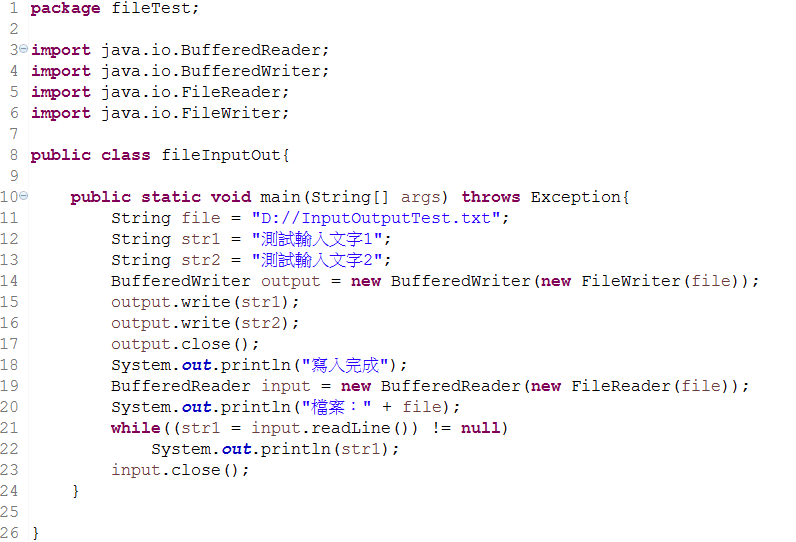 1 package fileTest;
2
3 import java.io.BufferedReader;
4 import java.io.BufferedWriter;
5 import java.io.FileReader;
6 import java.io.FileWriter;
7
8 public class fileInputOut{
9
10     public static void main(String[] args) throws Exception{
11         String file = "D://InputOutputTest.txt";
12         String str1 = "測試輸入文字1";
13         String str2 = "測試輸入文字2";
14         BufferedWriter output = new BufferedWriter(new FileWriter(file));
15         output.write(str1);
16         output.write(str2);
17         output.close();
18         System.out.println("寫入完成");
19         BufferedReader input = new BufferedReader(new FileReader(file));
20         System.out.println("檔案：" + file);
21         while((str1 = input.readLine()) != null)
22             System.out.println(str1);
23         input.close();
24     }
25
26 }